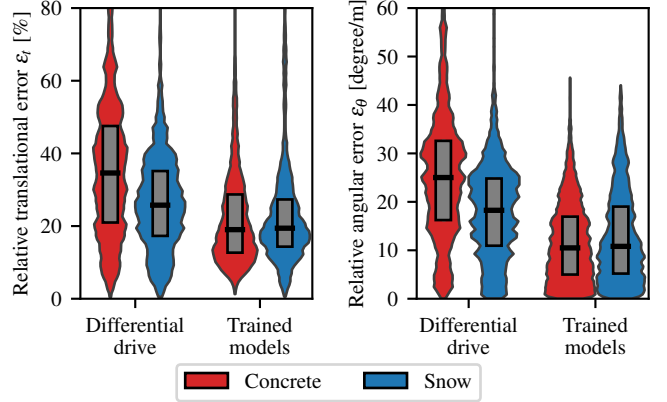 Relative translational error ϵₜ [%]
80
60
40
20
0
Differential
drive
Trained
models
Relative angular error ϵ_θ [degree/m]
60
50
40
30
20
10
0
Differential
drive
Trained
models
Concrete
Snow